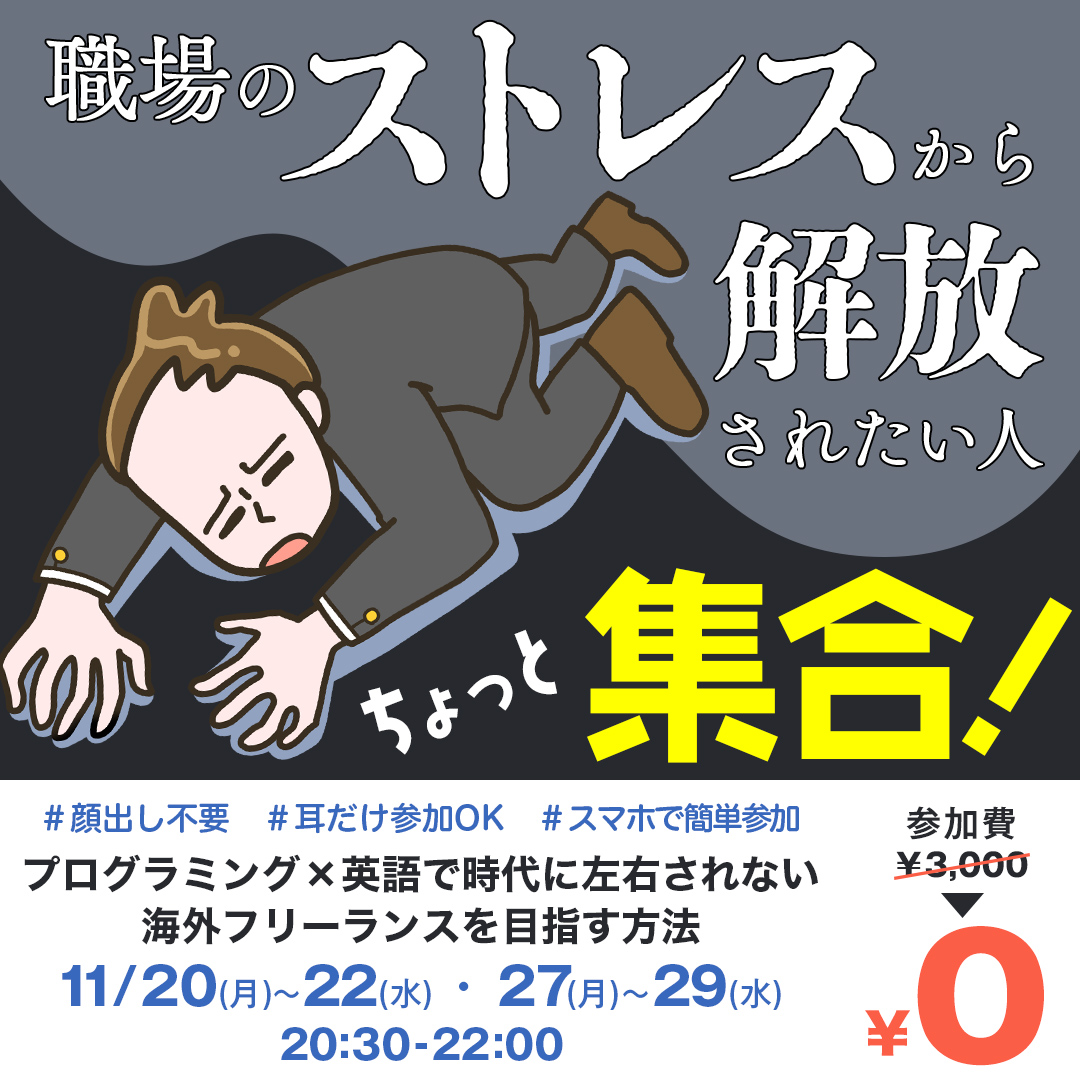 職場のストレスから
解放
されたい人
ちょっと集合!
#顔出し不要 #耳だけ参加OK #スマホで簡単参加
プログラミング×英語で時代に左右されない
海外フリーランスを目指す方法
11/20(月)~22(水)・27(月)~29(水)
20:30-22:00
参加費
¥3,000
¥0